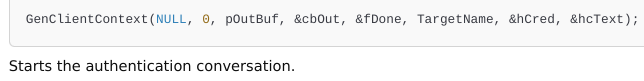 GenClientContext(NULL, 0, pOutBuf, &cbOut, &fDone, TargetName, &hCred, &hcText);
Starts the authentication conversation.